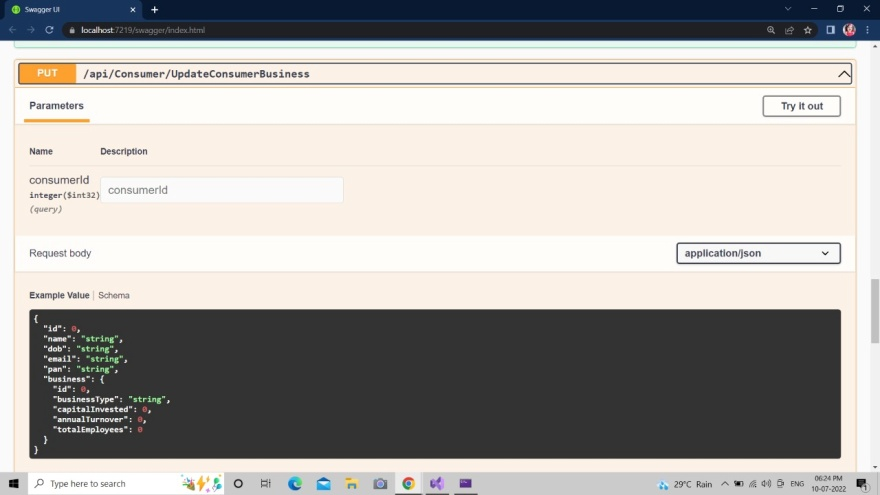 Swagger UI
localhost:7219/swagger/index.html
PUT /api/Consumer/UpdateConsumerBusiness
Parameters
Try it out
Name Description
consumerId
integer($int32)
(query)
consumerId
Request body
application/json
Example Value | Schema
{
"id": 0,
"name": "string",
"dob": "string",
"email": "string",
"pan": "string",
"business": {
"id": 0,
"businessType": "string",
"capitalInvested": 0,
"annualTurnover": 0,
"totalEmployees": 0
}
}
Type here to search
29°C Rain
ENG
06:24 PM
10-07-2022
1